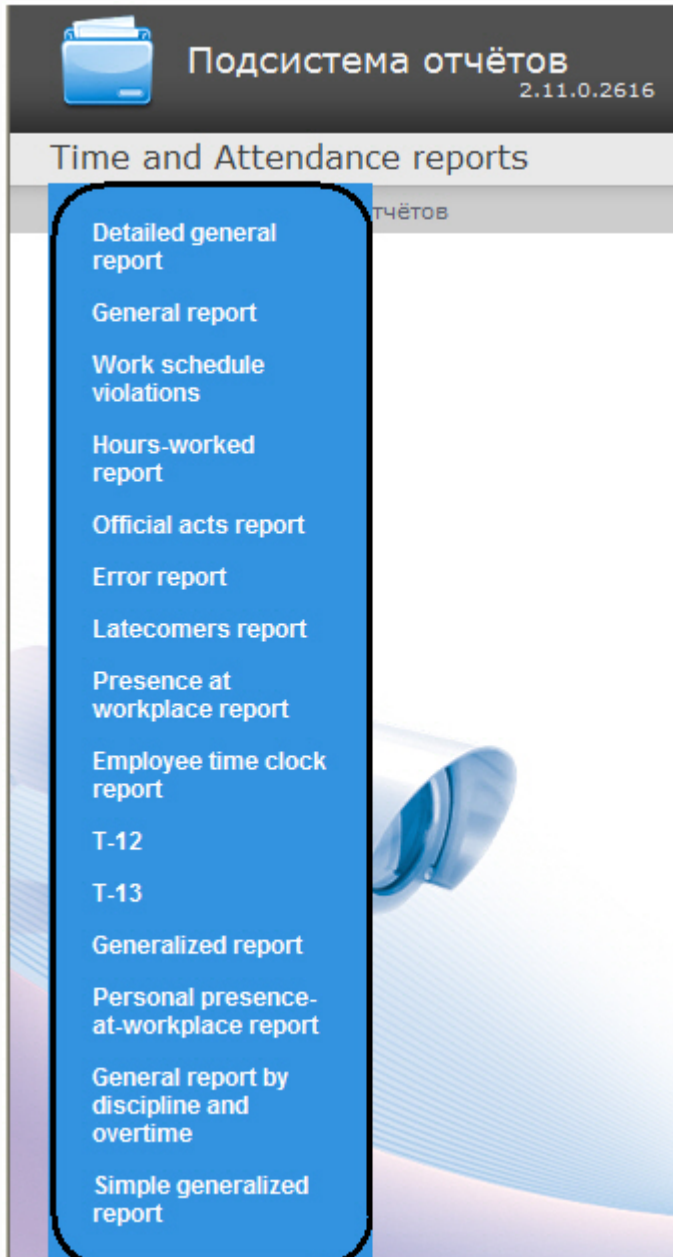 Подсистема отчётов
2.11.0.2616
Time and Attendance reports
Detailed general
report
General report
Work schedule
violations
Hours-worked
report
Official acts report
Error report
Latecomers report
Presence at
workplace report
Employee time clock
report
T-12
T-13
Generalized report
Personal presence-
at-workplace report
General report by
discipline and
overtime
Simple generalized
report